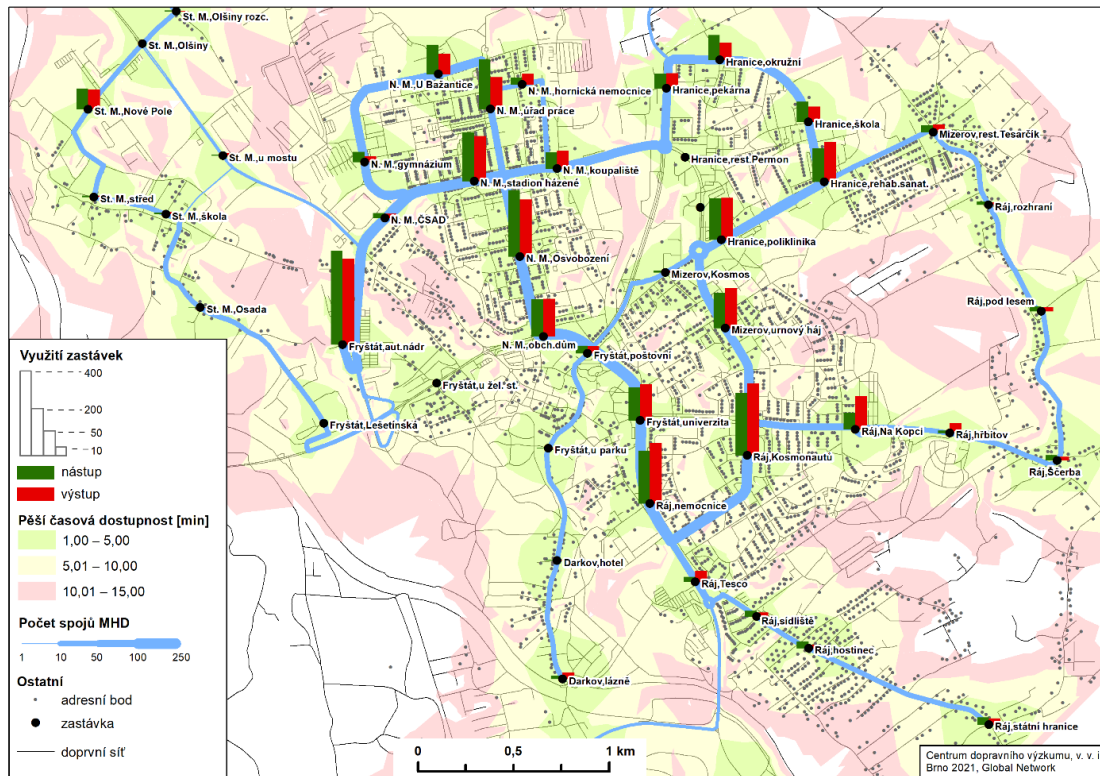 St. M.,Olšiny rozc.
St. M.,Olšiny
Hranice,okružní
N. M.,U Bažantice
N. M.,hornická nemocnice
Hranice,pekárna
St. M.,Nové Pole
N. M.,úřad práce
Hranice,škola
Mizerov,rest.Tesarčík
St. M.,u mostu
N. M.,gymnázium
Hranice,rest.Permon
N. M.,koupaliště
N. M.,stadion házené
Hranice,rehab.sanat.
St. M.,střed
St. M.,škola
N. M.,ČSAD
Ráj,rozhraní
Hranice,poliklinika
N. M.,Osvobození
Mizerov,Kosmos
St. M.,Osada
Ráj,pod lesem
Mizerov,urnový háj
Fryštát,aut.nádr
N. M.,obch.dům
Fryštát,poštovní
Fryštát,u žel. st.
Fryštát,Lešetínská
Fryštát,univerzita
Ráj,Na Kopci
Ráj,hřbitov
Fryštát,u parku
Ráj,Kosmonautů
Ráj,Ščerba
Ráj,nemocnice
Darkov,hotel
Ráj,Tesco
Ráj,sídliště
Ráj,hostinec
Darkov,lázně
Ráj,státní hranice
Využití zastávek
400
200
50
10
nástup
výstup
Pěší časová dostupnost [min]
1,00 – 5,00
5,01 – 10,00
10,01 – 15,00
Počet spojů MHD
1 10 50 100 250
Ostatní
adresní bod
zastávka
doprvní síť
0 0,5 1 km
Centrum dopravního výzkumu, v. v. i
Brno 2021, Global Network